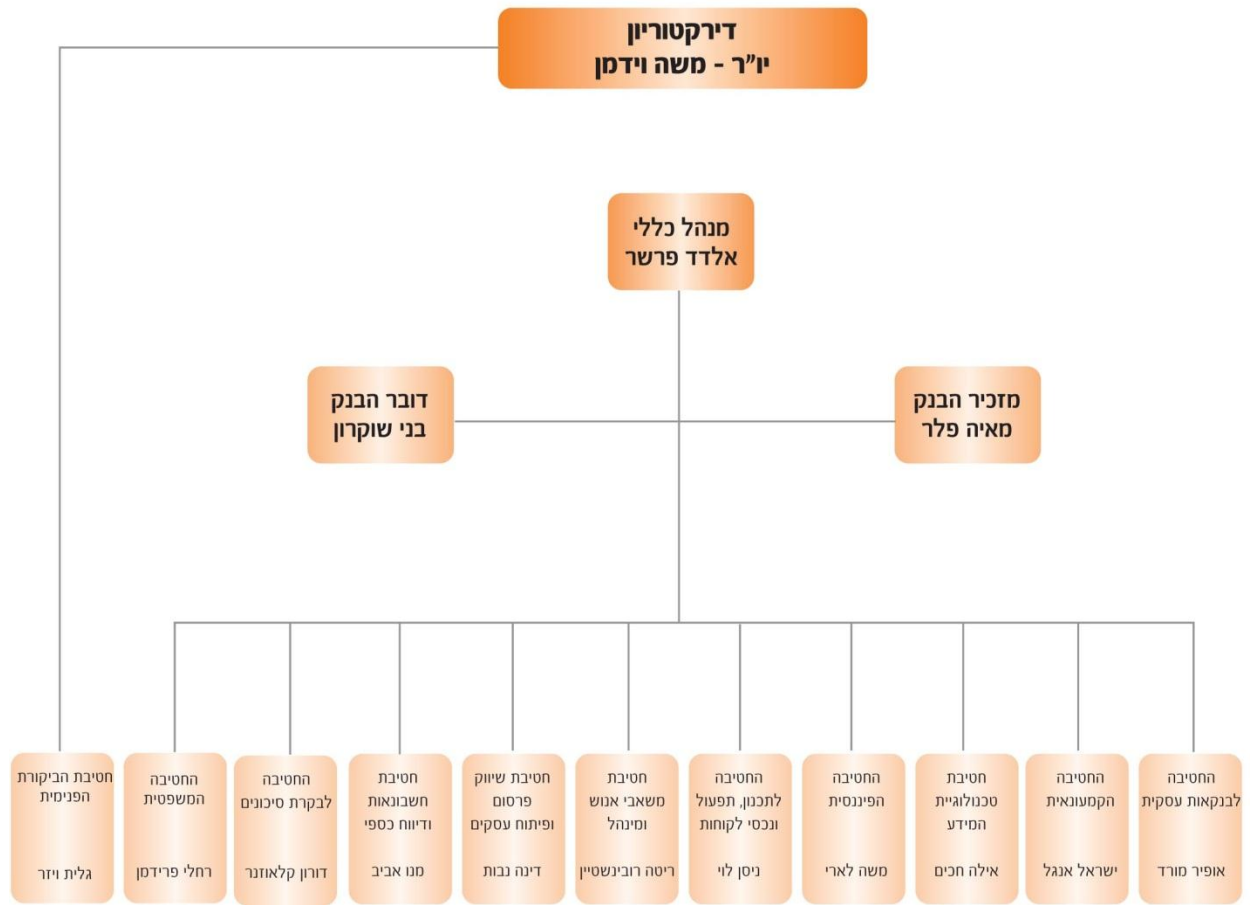 דירקטוריון
יו"ר - משה וידמן
מנהל כללי
אלדד פרשר
מזכיר הבנק
מאיה פלר
דובר הבנק
בני שוקרון
החטיבה
לבנקאות עסקית
אופיר מורד
החטיבה
הקמעונאית
ישראל אנגל
חטיבת
טכנולוגיית
המידע
אילה חכים
החטיבה
הפיננסית
משה לארי
החטיבה
לתכנון, תפעול
ונכסי לקוחות
ניסן לוי
חטיבת
משאבי אנוש
ומינהל
ריטה רובינשטיין
חטיבת שיווק
פרסום
ופיתוח עסקים
דינה נבות
חטיבת
חשבונאות
ודיווח כספי
מנו אביב
החטיבה
לבקרת סיכונים
דורון קלאוזנר
החטיבה
המשפטית
רחלי פרידמן
חטיבת הביקורת
הפנימית
גלית ויזר